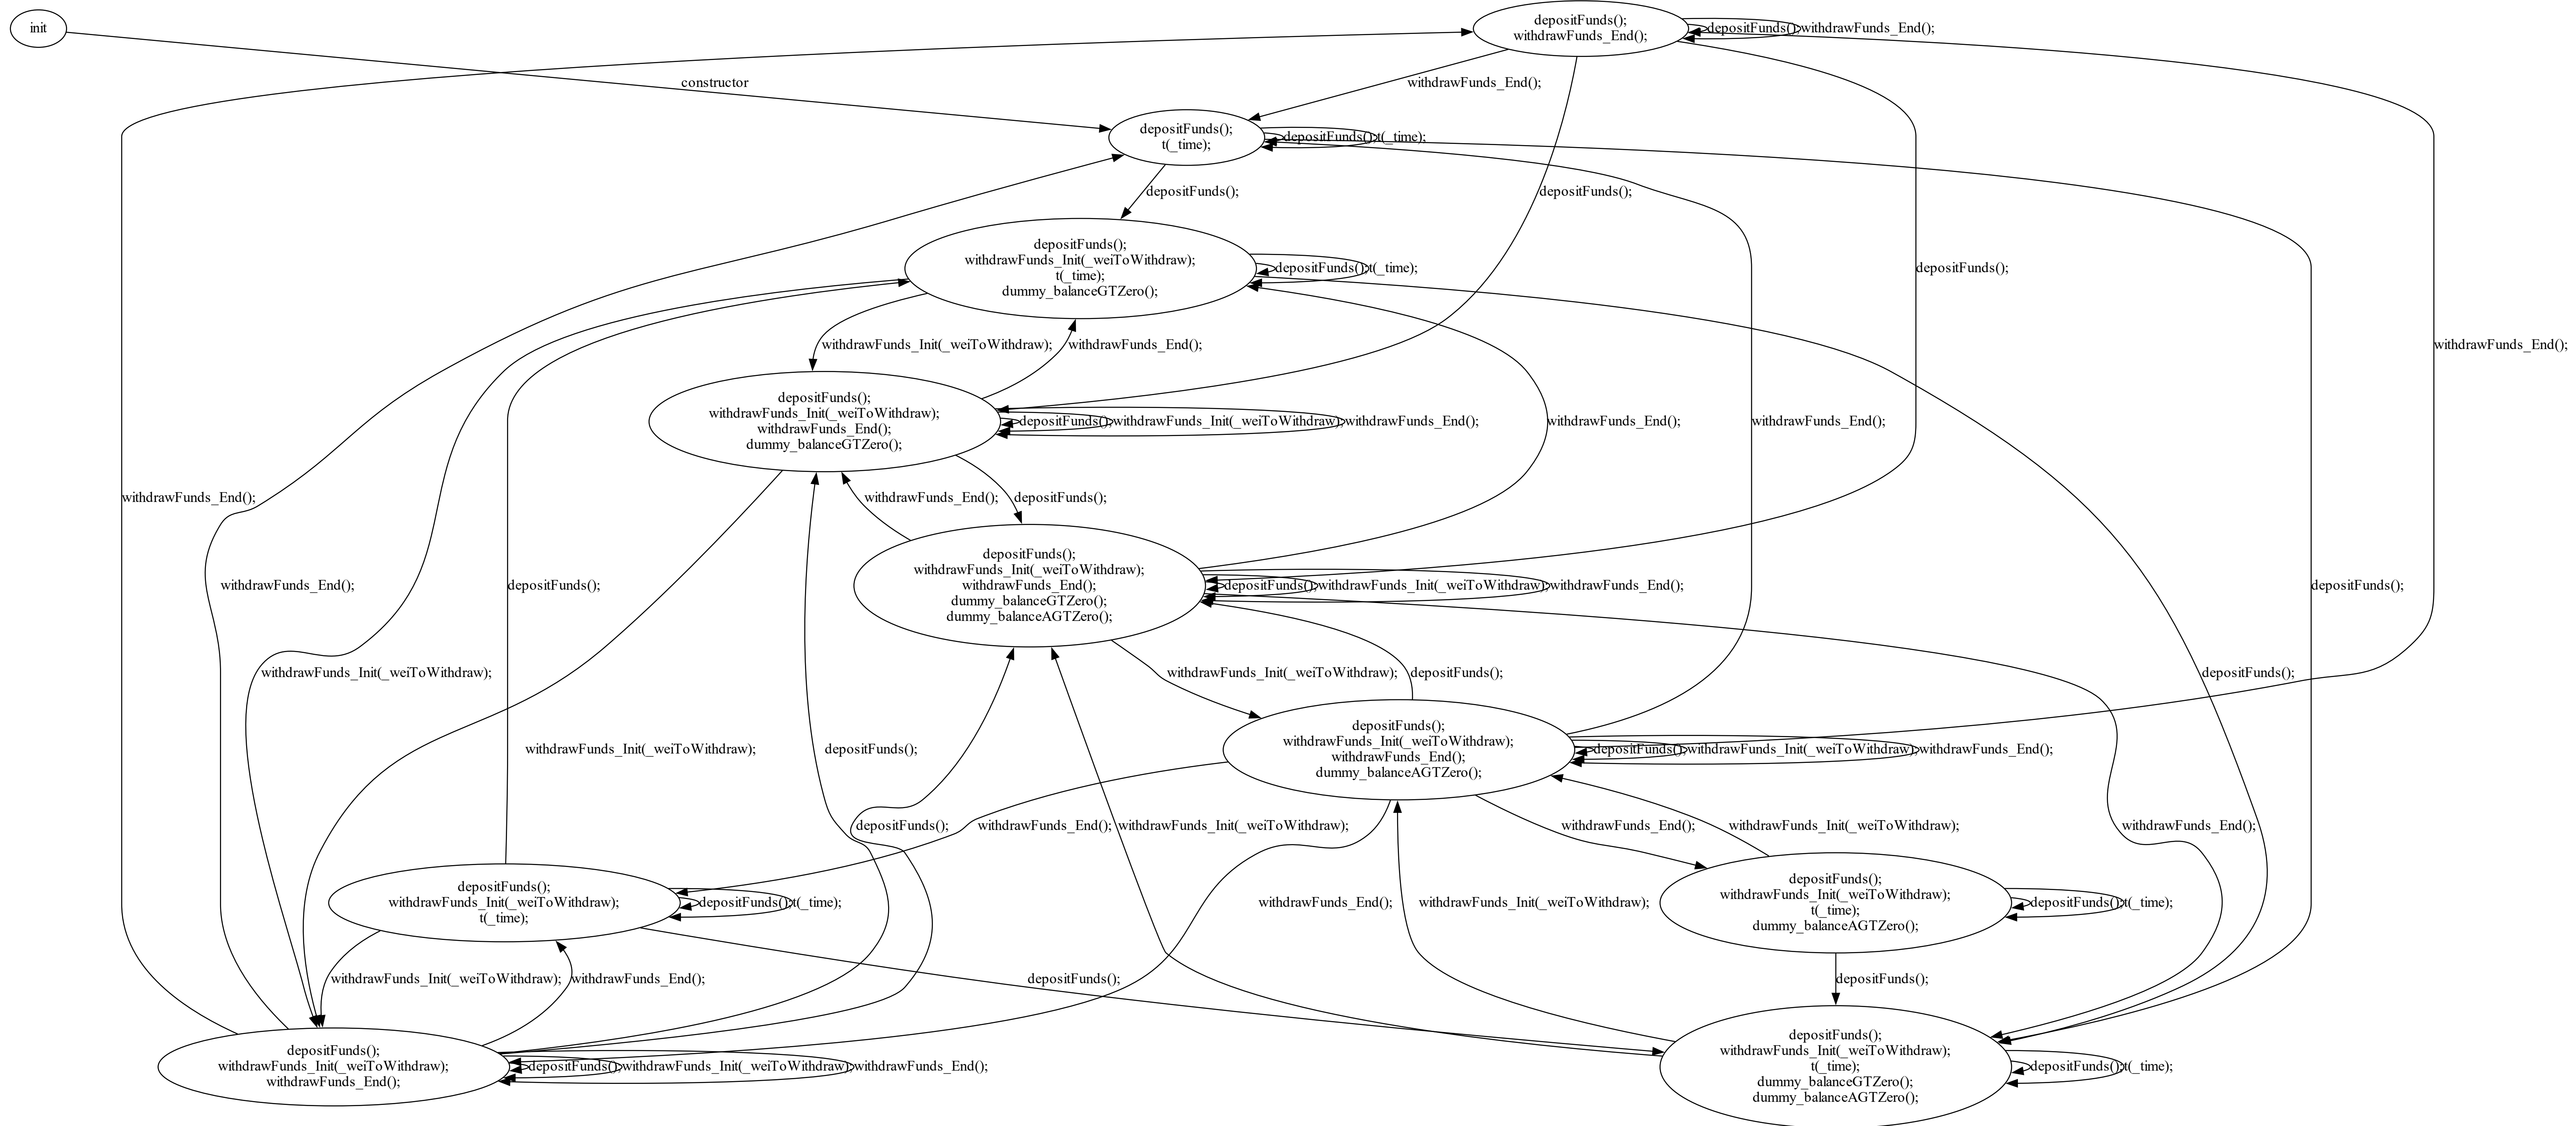 init
depositFunds();
withdrawFunds_End();
depositFunds();
withdrawFunds_End();
constructor
withdrawFunds_End();
depositFunds();
t(_time);
depositFunds();
t(_time);
depositFunds();
depositFunds();
depositFunds();
withdrawFunds_Init(_weiToWithdraw);
t(_time);
dummy_balanceGTZero();
depositFunds();
t(_time);
depositFunds();
withdrawFunds_Init(_weiToWithdraw);
withdrawFunds_End();
withdrawFunds_End();
depositFunds();
withdrawFunds_Init(_weiToWithdraw);
withdrawFunds_End();
dummy_balanceGTZero();
depositFunds();
withdrawFunds_Init(_weiToWithdraw);
withdrawFunds_End();
withdrawFunds_End();
withdrawFunds_End();
withdrawFunds_End();
withdrawFunds_End();
depositFunds();
withdrawFunds_End();
depositFunds();
depositFunds();
withdrawFunds_Init(_weiToWithdraw);
withdrawFunds_End();
dummy_balanceGTZero();
dummy_balanceAGTZero();
depositFunds();
withdrawFunds_Init(_weiToWithdraw);
withdrawFunds_End();
depositFunds();
withdrawFunds_Init(_weiToWithdraw);
withdrawFunds_Init(_weiToWithdraw);
depositFunds();
depositFunds();
withdrawFunds_Init(_weiToWithdraw);
depositFunds();
depositFunds();
withdrawFunds_Init(_weiToWithdraw);
withdrawFunds_End();
dummy_balanceAGTZero();
depositFunds();
withdrawFunds_Init(_weiToWithdraw);
withdrawFunds_End();
depositFunds();
withdrawFunds_End();
withdrawFunds_Init(_weiToWithdraw);
withdrawFunds_End();
withdrawFunds_Init(_weiToWithdraw);
withdrawFunds_End();
depositFunds();
withdrawFunds_Init(_weiToWithdraw);
t(_time);
depositFunds();
t(_time);
withdrawFunds_End();
withdrawFunds_Init(_weiToWithdraw);
depositFunds();
withdrawFunds_Init(_weiToWithdraw);
t(_time);
dummy_balanceAGTZero();
depositFunds();
t(_time);
withdrawFunds_Init(_weiToWithdraw);
withdrawFunds_End();
depositFunds();
depositFunds();
depositFunds();
withdrawFunds_Init(_weiToWithdraw);
withdrawFunds_End();
depositFunds();
withdrawFunds_Init(_weiToWithdraw);
withdrawFunds_End();
depositFunds();
withdrawFunds_Init(_weiToWithdraw);
t(_time);
dummy_balanceGTZero();
dummy_balanceAGTZero();
depositFunds();
t(_time);